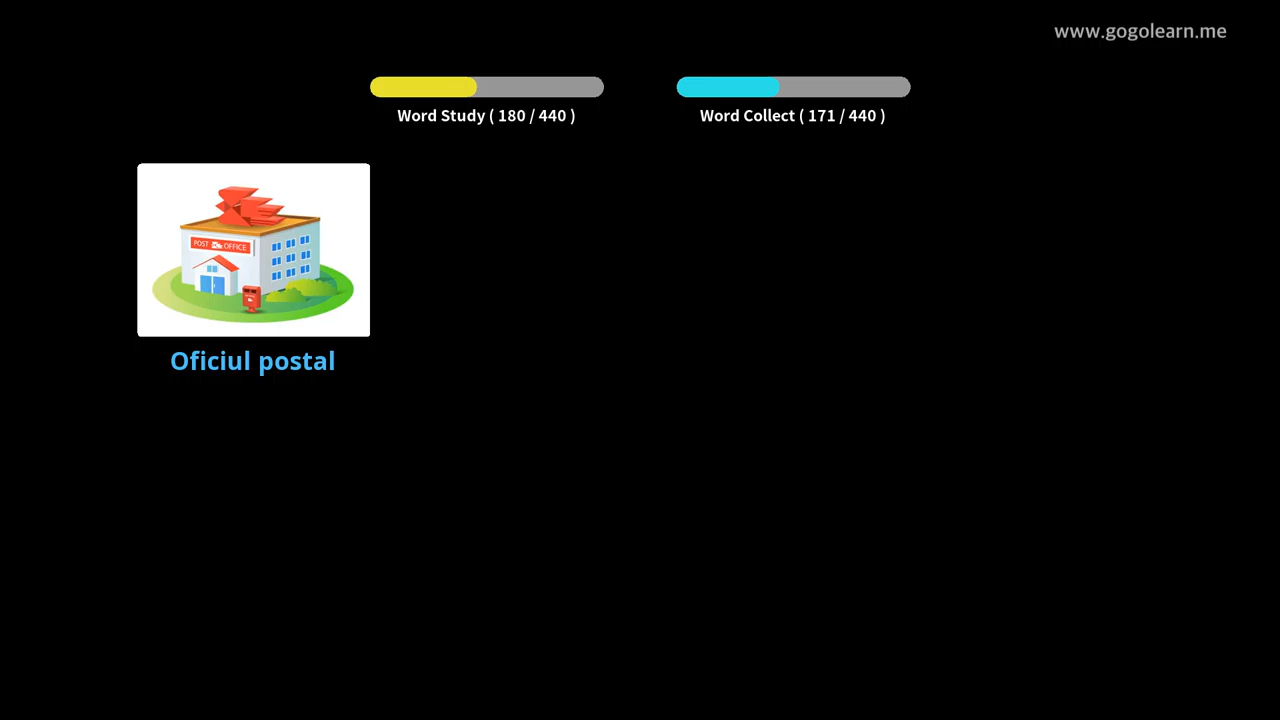 www.gogolearn.me
Word Study ( 180 / 440 )
Word Collect ( 171 / 440 )
POST OFFICE
Oficiul postal